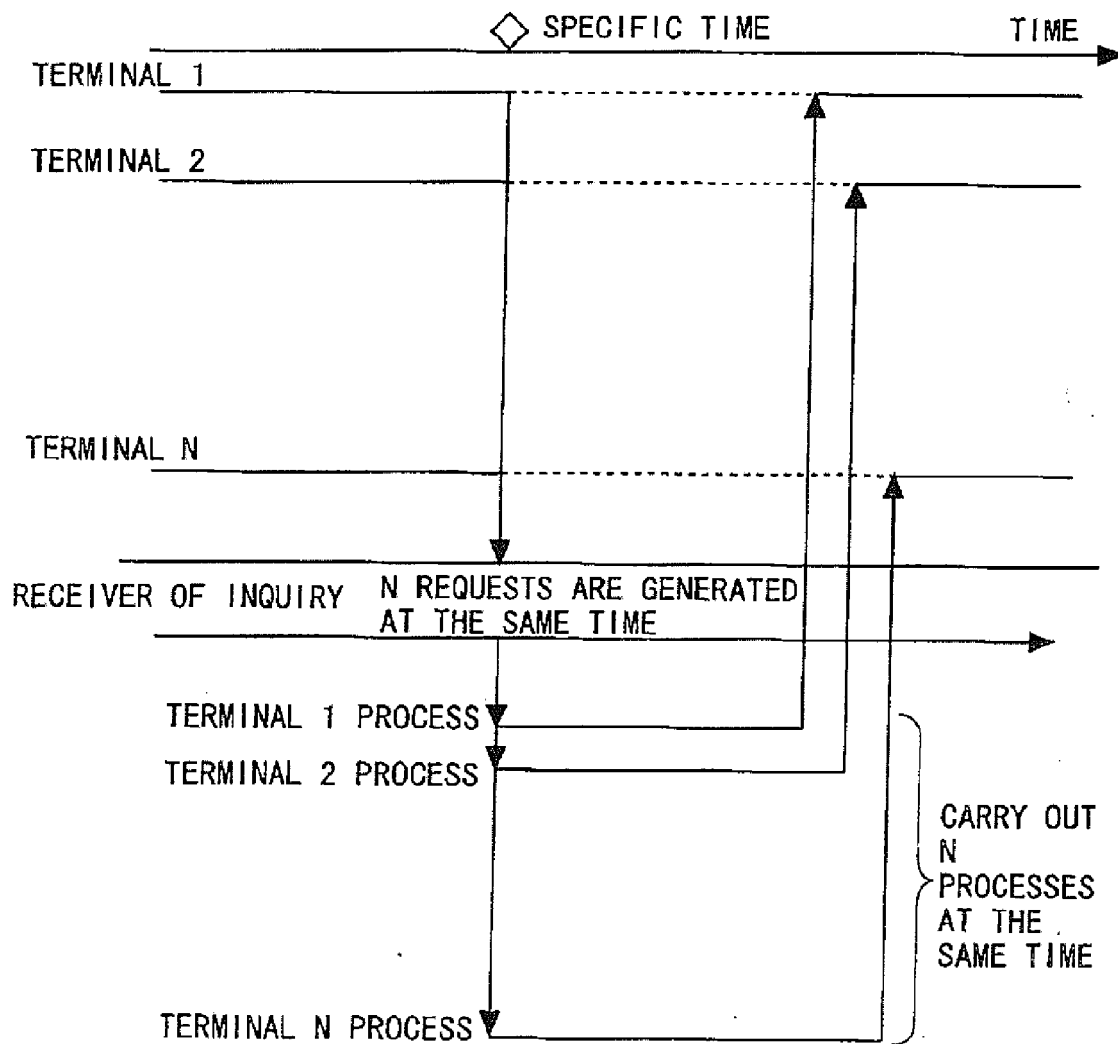 SPECIFIC TIME
TIME
TERMINAL 1
TERMINAL 2
TERMINAL N
RECEIVER OF INQUIRY
N REQUESTS ARE GENERATED
AT THE SAME TIME
TERMINAL 1 PROCESS
TERMINAL 2 PROCESS
CARRY OUT
N
PROCESSES
AT THE
SAME TIME
TERMINAL N PROCESS